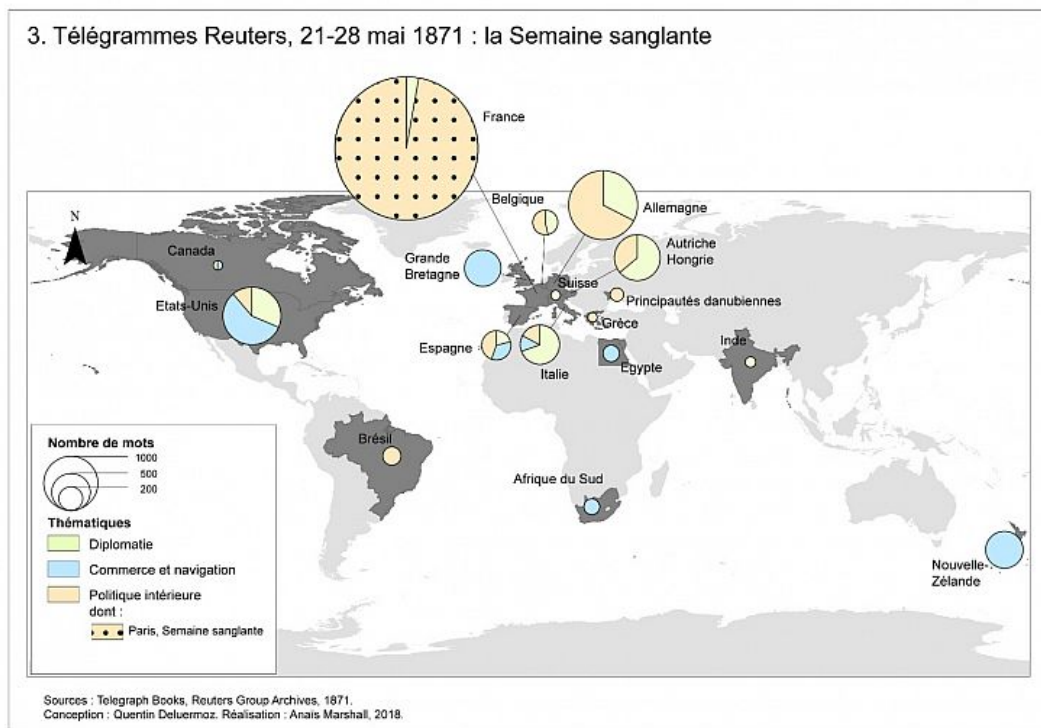 3. Télégrammes Reuters, 21-28 mai 1871 : la Semaine sanglante
France
Belgique
Allemagne
N
Canada
Grande
Bretagne
Autriche
Hongrie
Suisse
Etats-Unis
Principautés danubiennes
Grèce
Espagne
Italie
Egypte
Inde
Brésil
Afrique du Sud
Nouvelle-
Zélande
Nombre de mots
1000
500
200
Thématiques
Diplomatie
Commerce et navigation
Politique intérieure
dont :
Paris, Semaine sanglante
Sources : Telegraph Books, Reuters Group Archives, 1871.
Conception : Quentin Deluermoz. Réalisation : Anaïs Marshall, 2018.